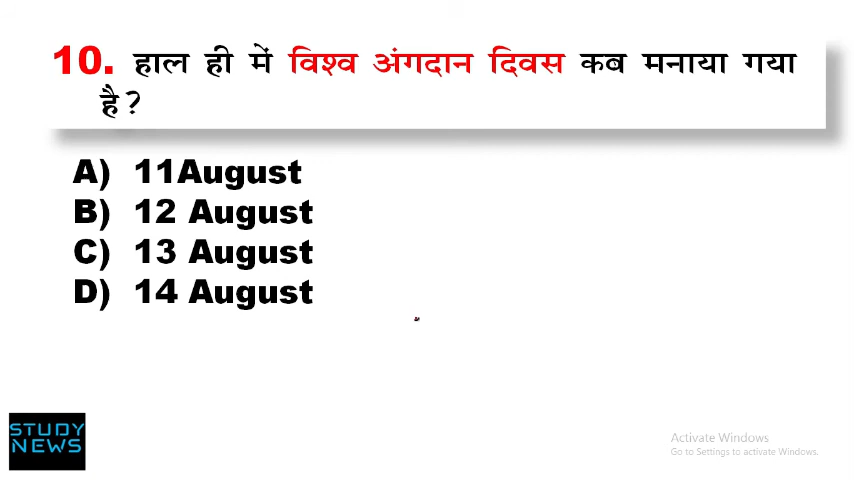 10. हाल ही में विश्व अंगदान दिवस कब मनाया गया
है?
A) 11August
B) 12 August
C) 13 August
D) 14 August
STUDY
NEWS
Activate Windows
Go to Settings to activate Windows.